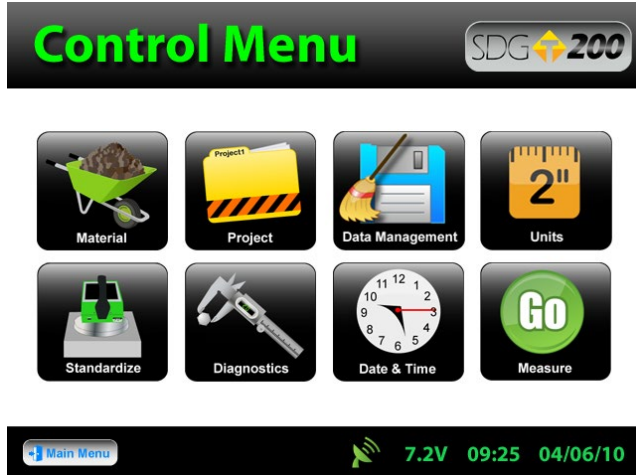 Control Menu
SDG 200
Project1
2"
Material
Project
Data Management
Units
12
11
1
10
2
9
3
8
4
7
5
6
Go
Standardize
Diagnostics
Date & Time
Measure
Main Menu
7.2V 09:25 04/06/10